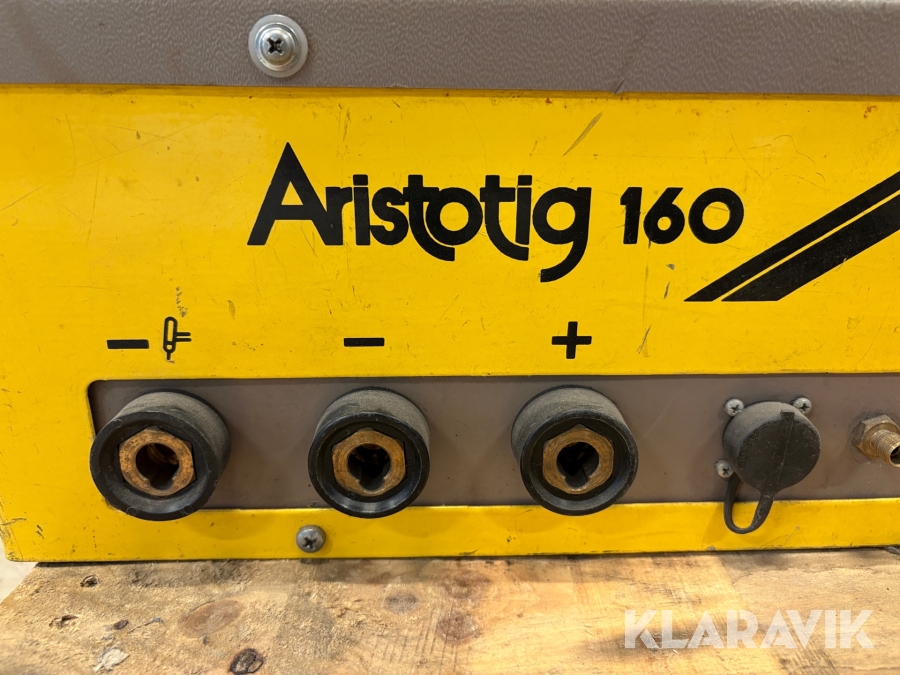 Aristotig 160
- - +
KLARAVIK